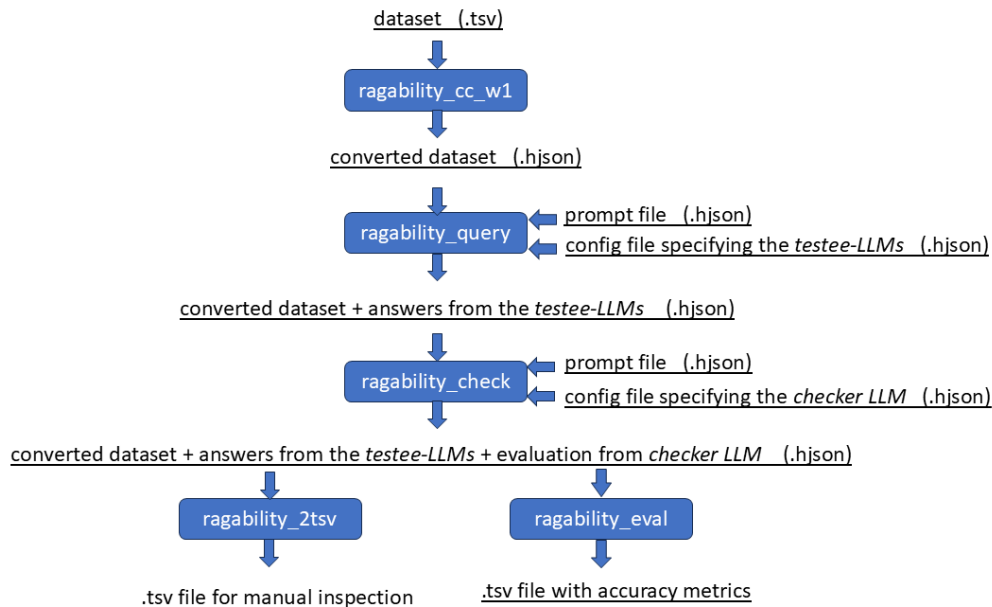 dataset (.tsv)
ragability_cc_w1
converted dataset (.hjson)
prompt file (.hjson)
ragability_query
config file specifying the testee-LLMs (.hjson)
converted dataset + answers from the testee-LLMs (.hjson)
prompt file (.hjson)
ragability_check
config file specifying the checker LLM (.hjson)
converted dataset + answers from the testee-LLMs + evaluation from checker LLM (.hjson)
ragability_2tsv
ragability_eval
.tsv file for manual inspection
.tsv file with accuracy metrics